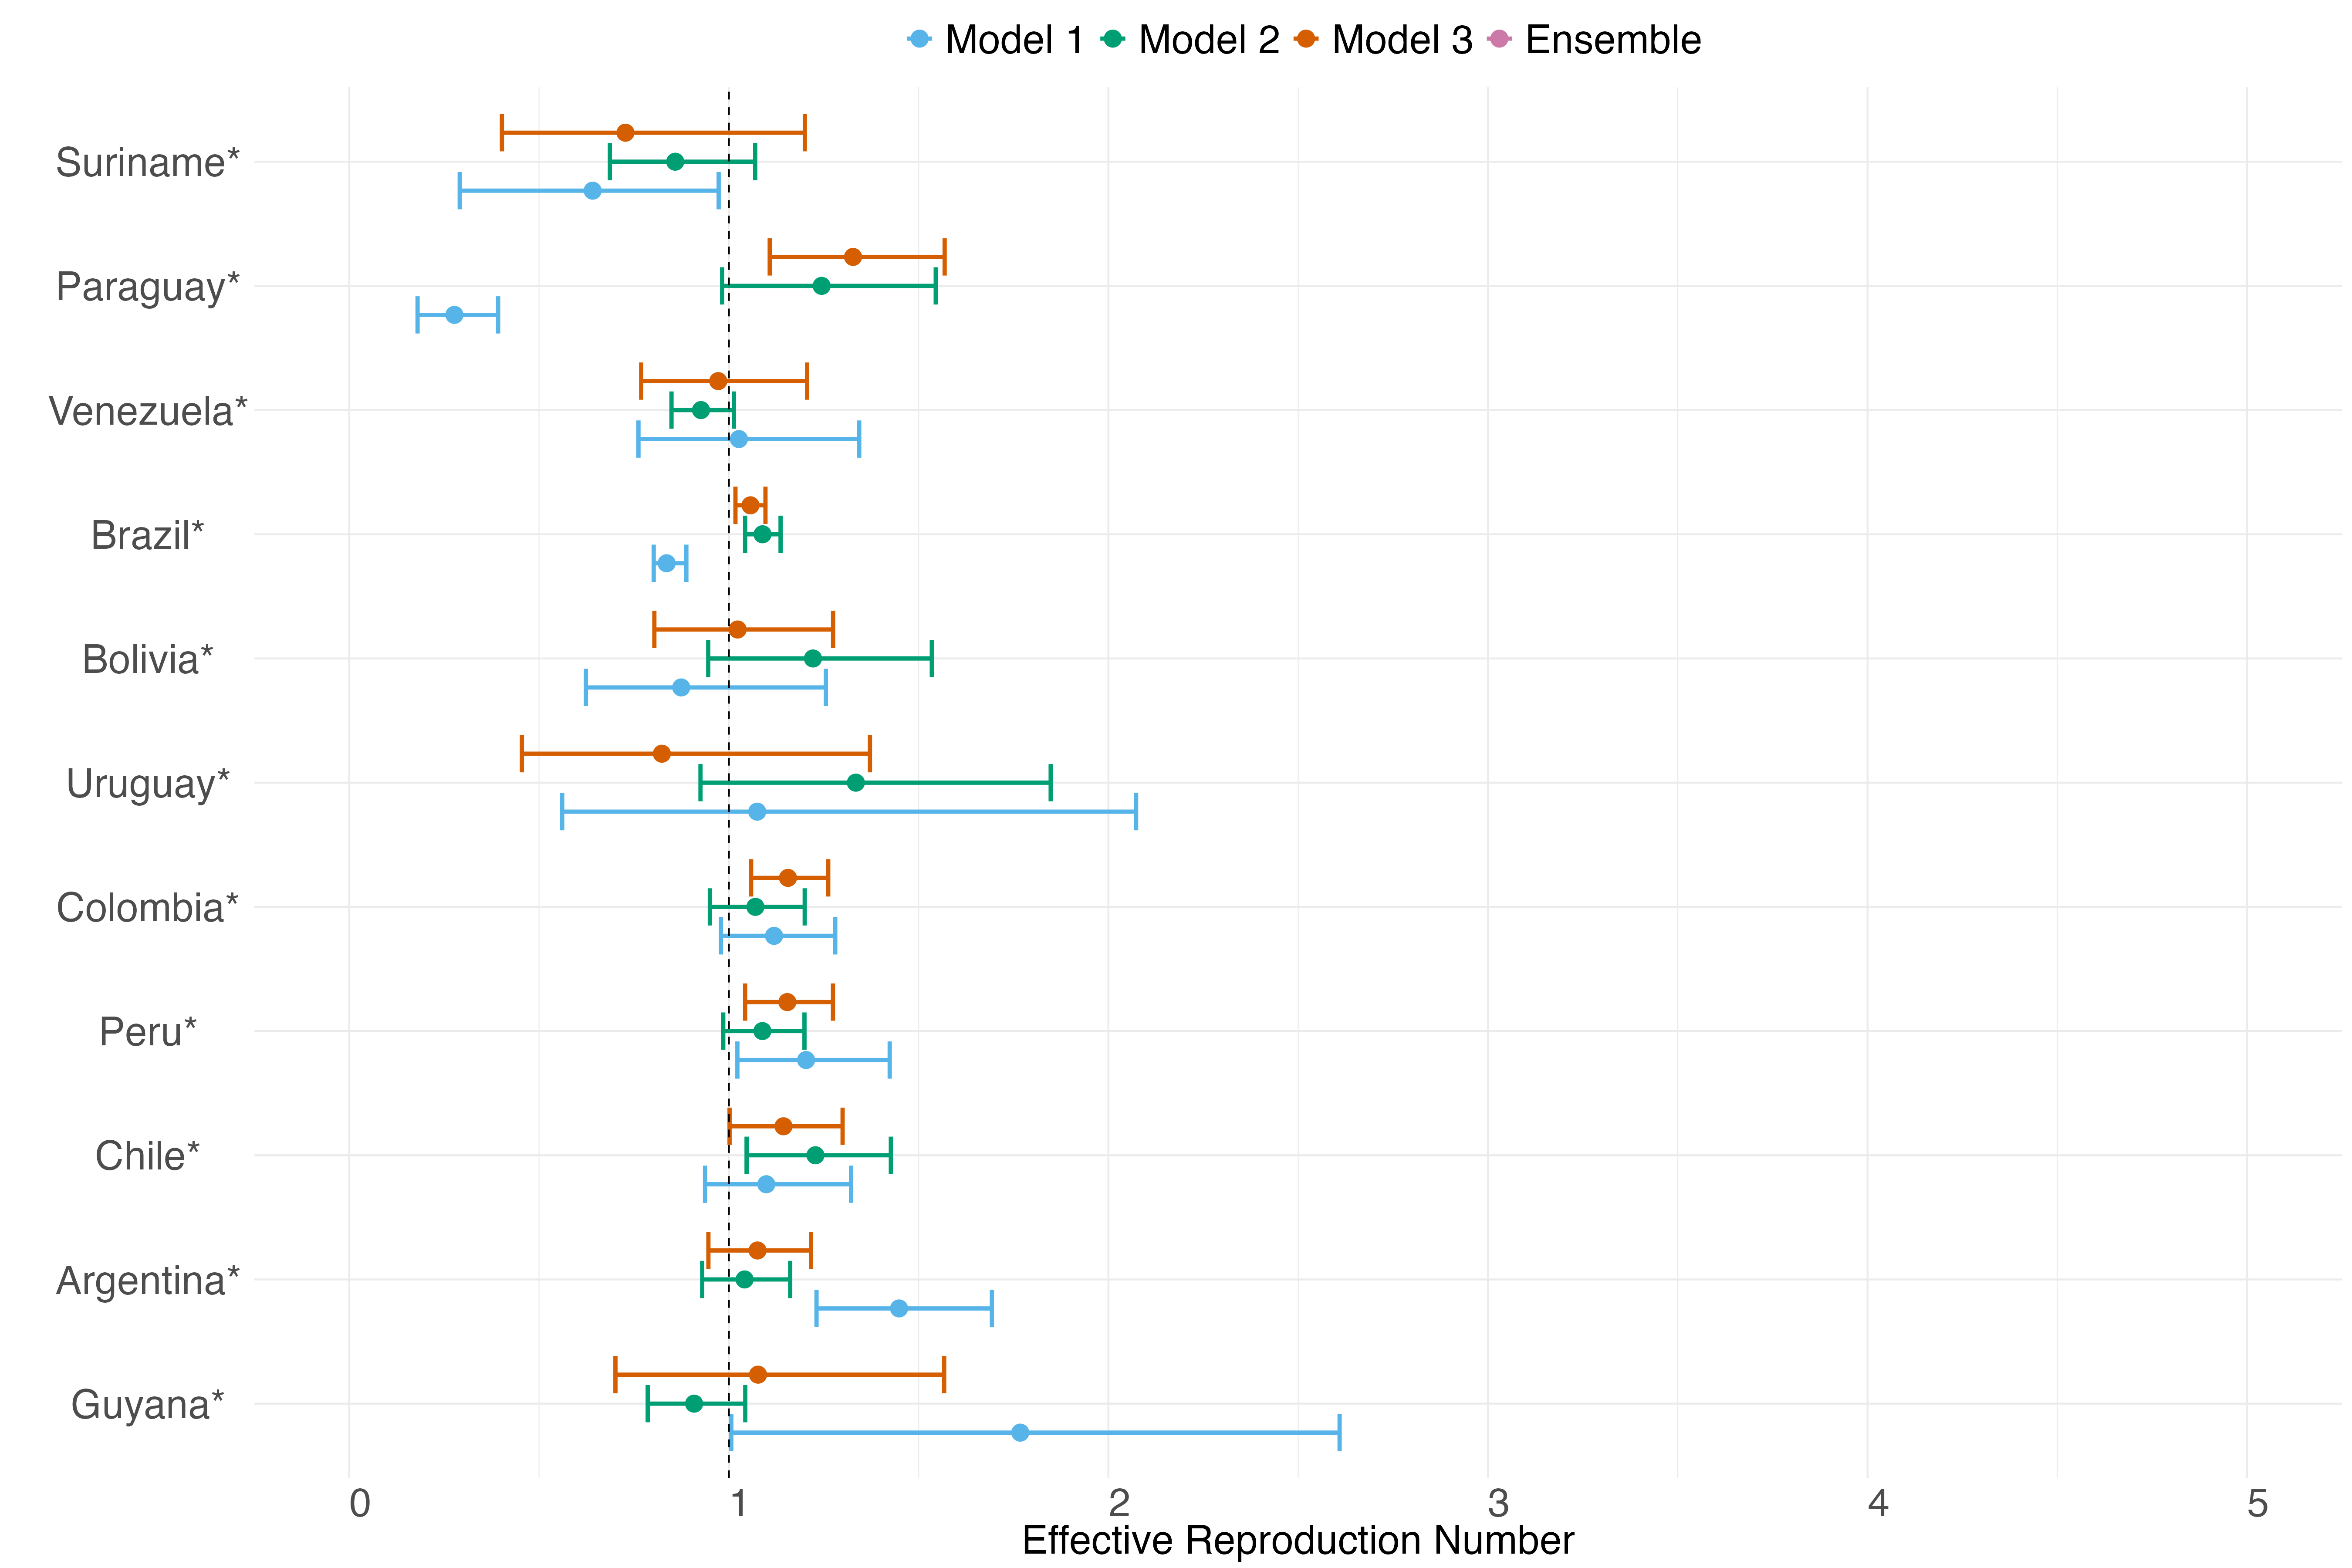 Model 1 Model 2 Model 3 Ensemble
Suriname*
Paraguay*
Venezuela*
Brazil*
Bolivia*
Uruguay*
Colombia*
Peru*
Chile*
Argentina*
Guyana*
0 1 2 3 4 5
Effective Reproduction Number